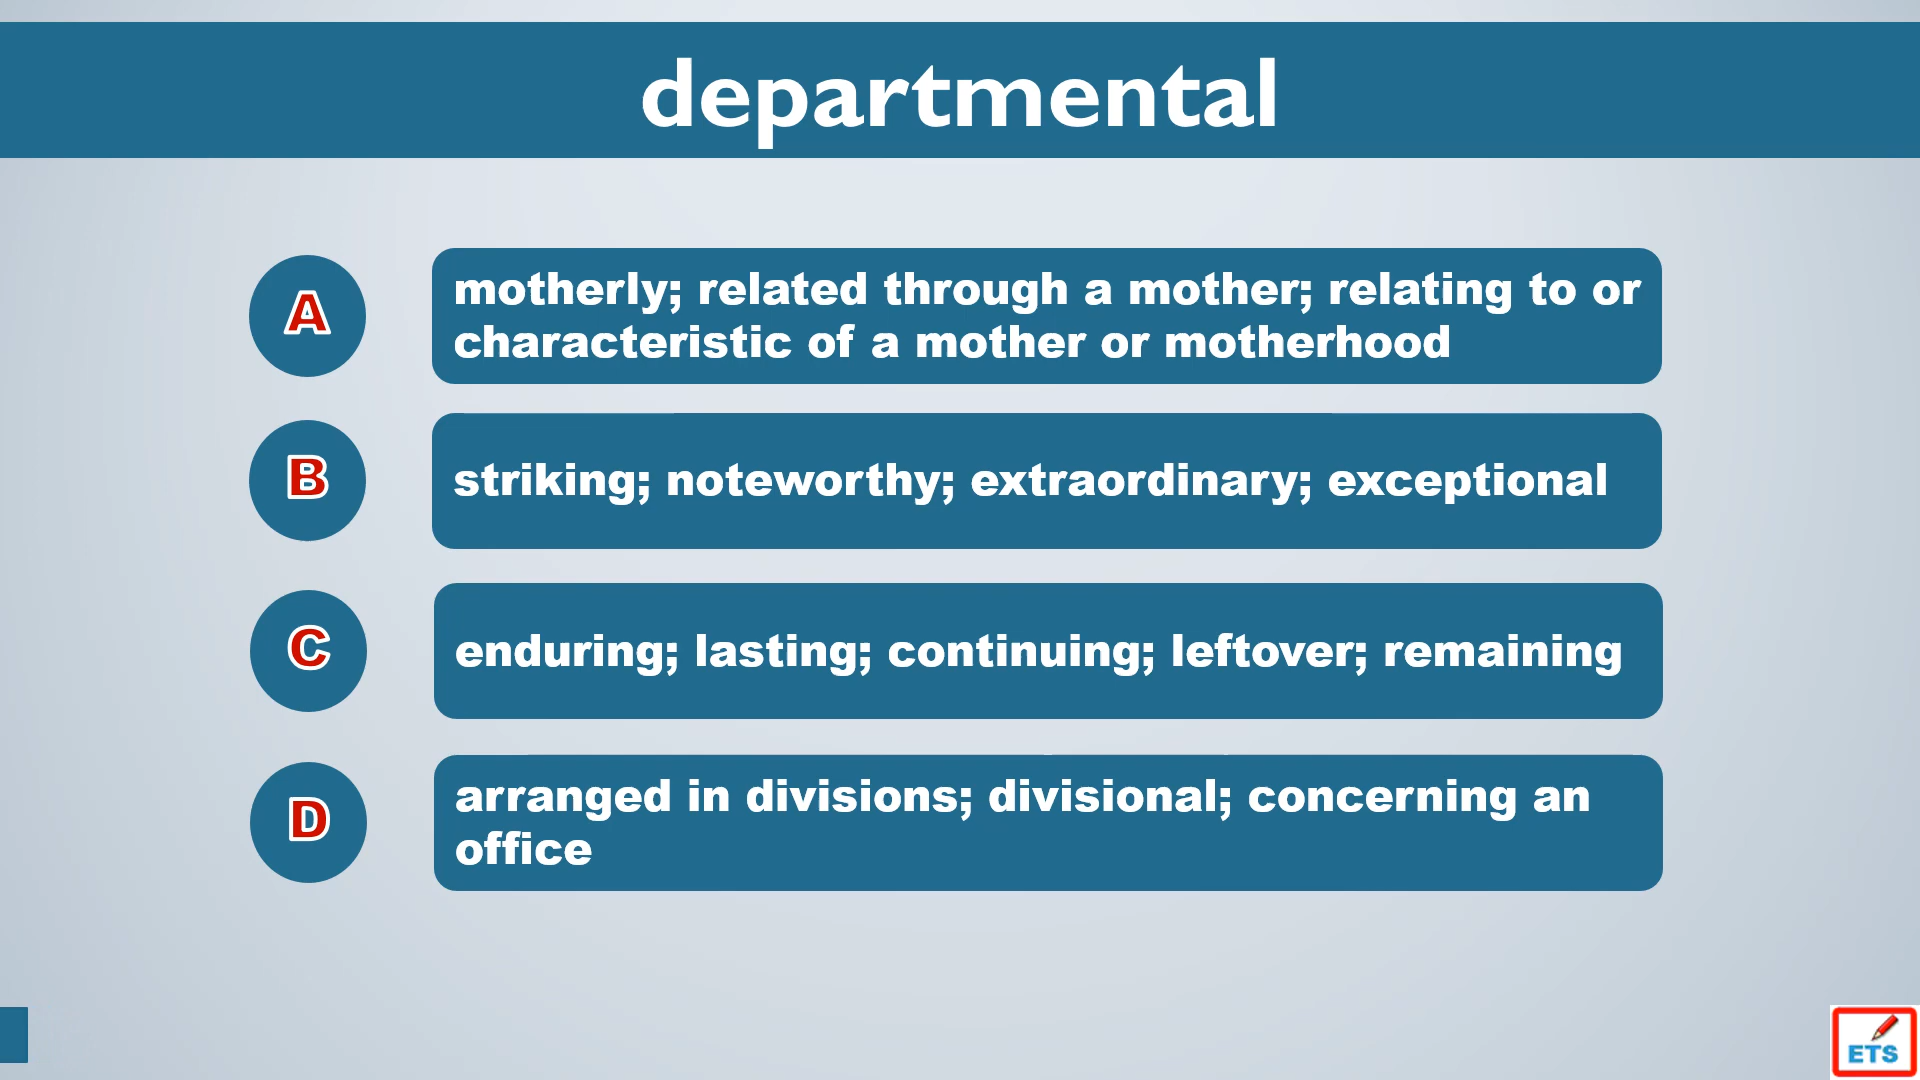 departmental
A
motherly; related through a mother; relating to or
characteristic of a mother or motherhood
B
striking; noteworthy; extraordinary; exceptional
C
enduring; lasting; continuing; leftover; remaining
D
arranged in divisions; divisional; concerning an
office
ETS